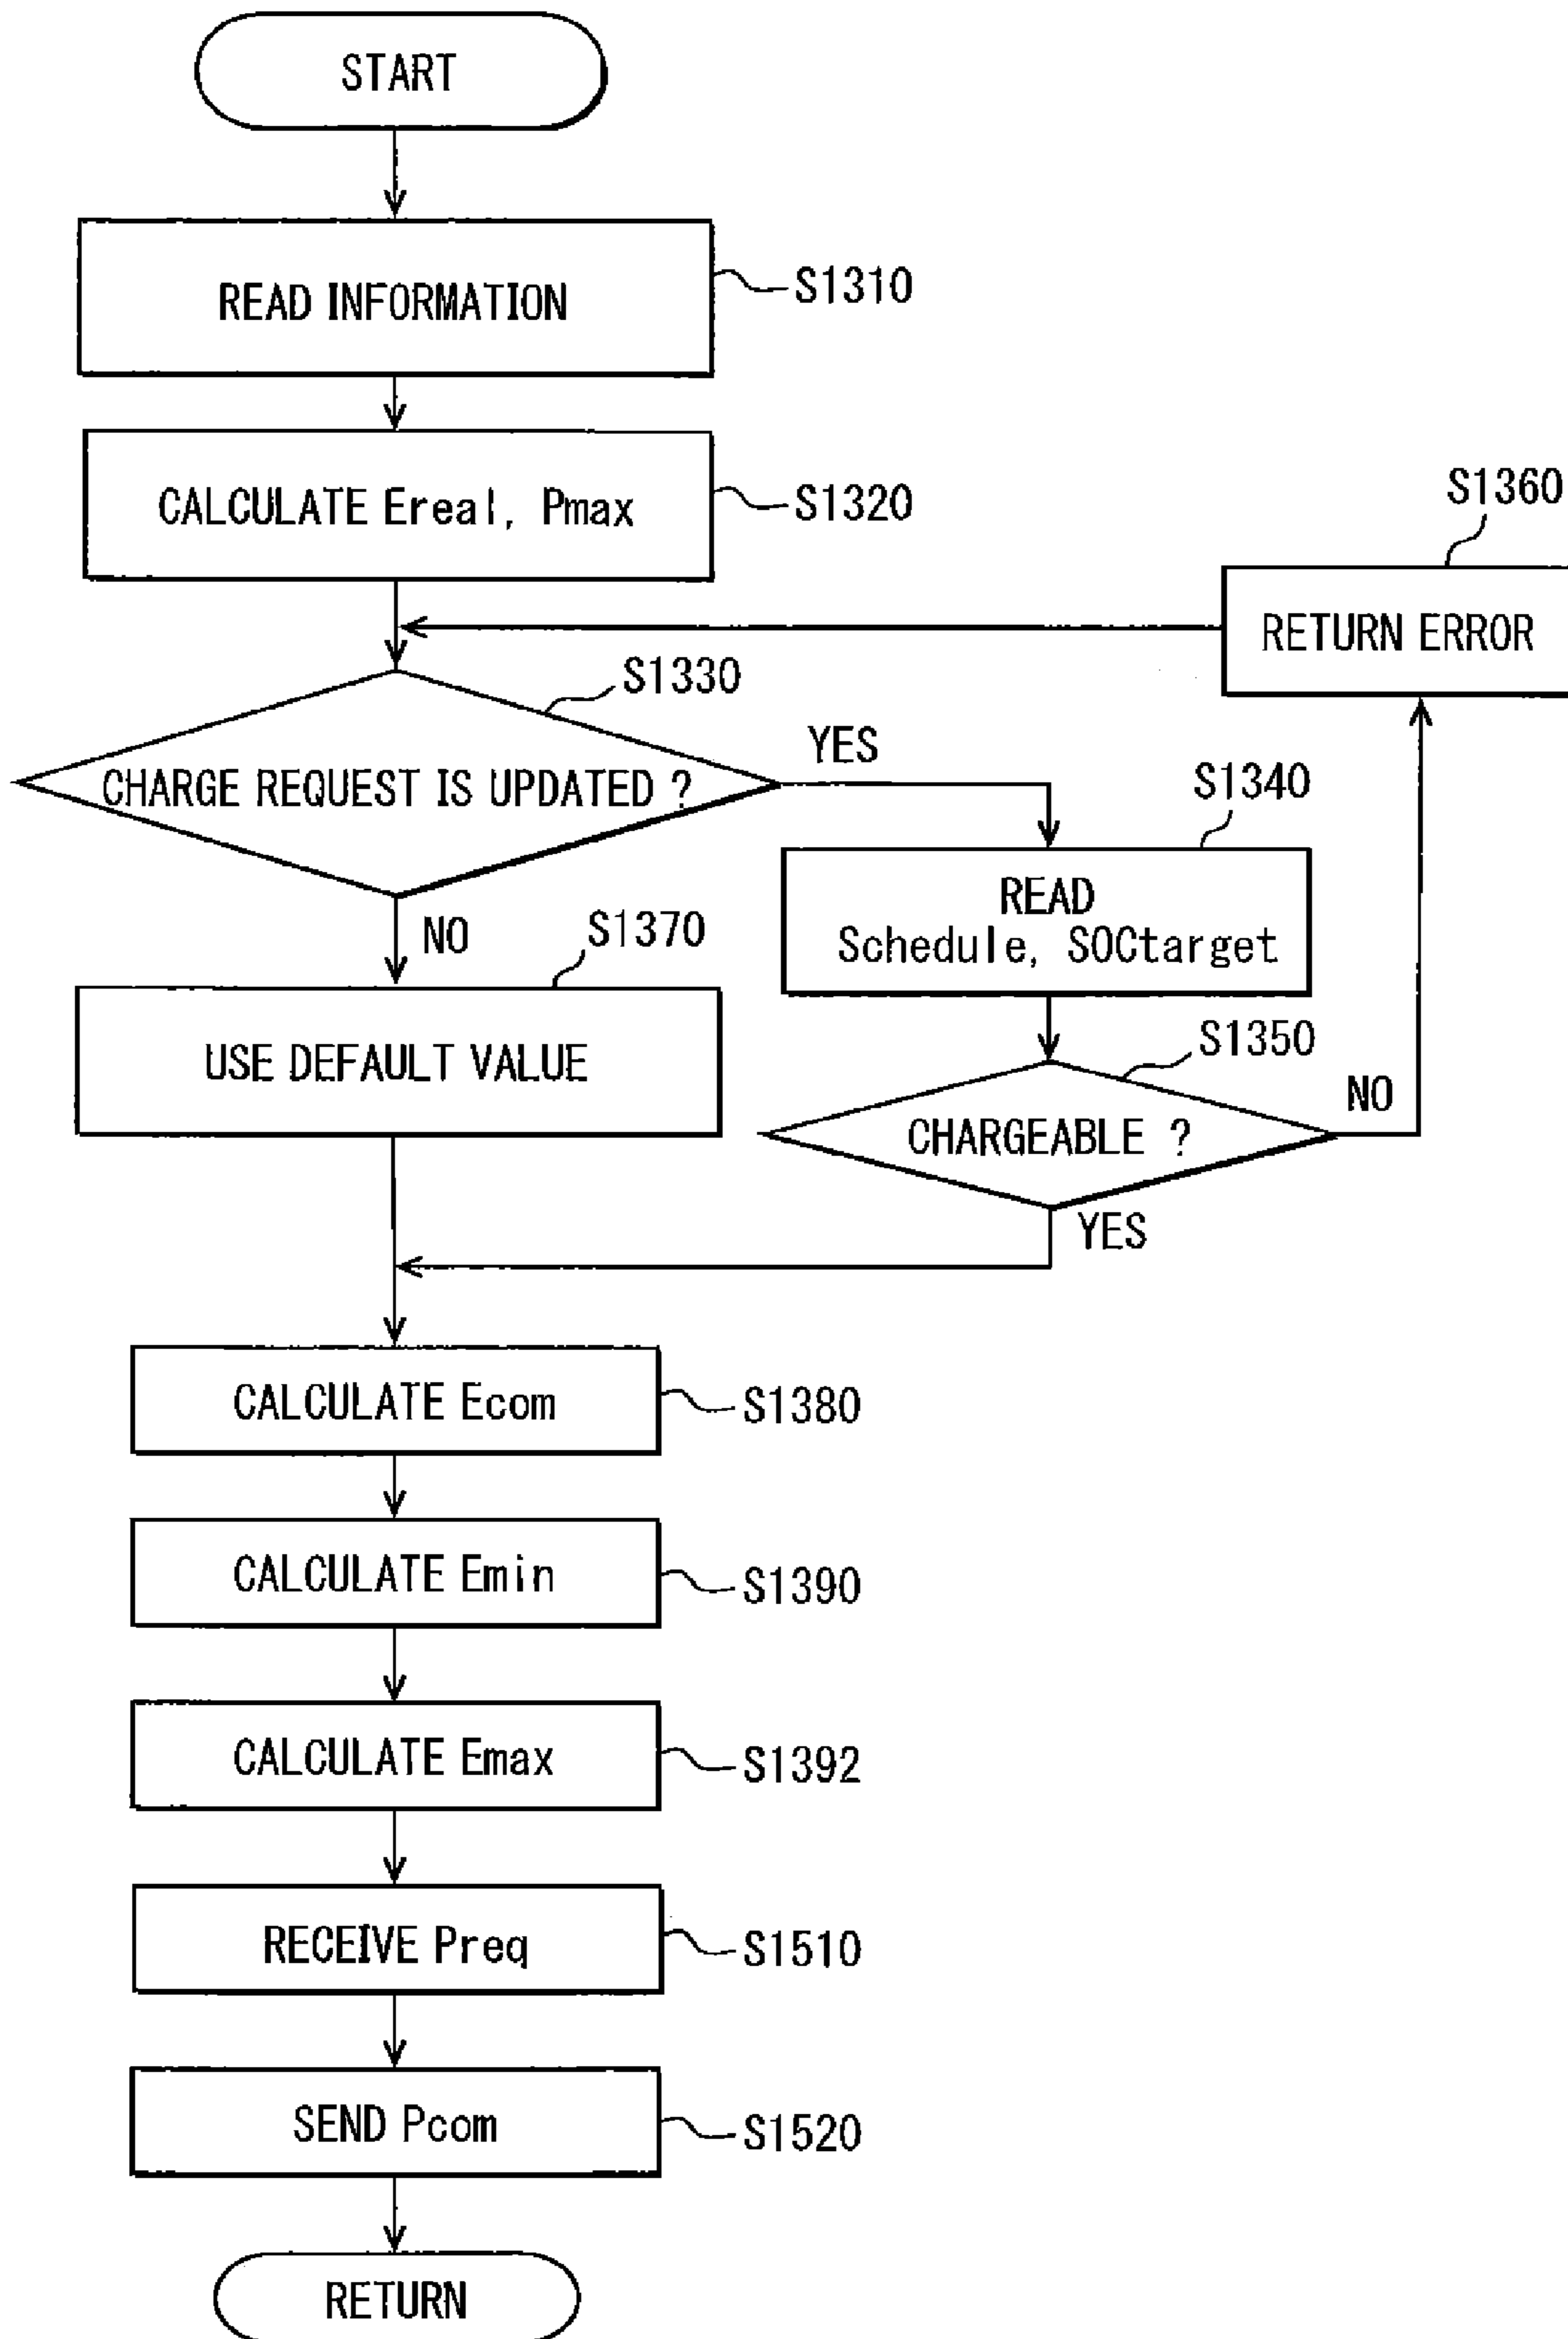 START
READ INFORMATION
S1310
CALCULATE Ereal, Pmax
S1320
S1360
RETURN ERROR
S1330
CHARGE REQUEST IS UPDATED ?
YES
S1340
READ
Schedule, SOCtarget
NO
S1370
USE DEFAULT VALUE
S1350
CHARGEABLE ?
NO
YES
CALCULATE Ecom
S1380
CALCULATE Emin
S1390
CALCULATE Emax
S1392
RECEIVE Preq
S1510
SEND Pcom
S1520
RETURN